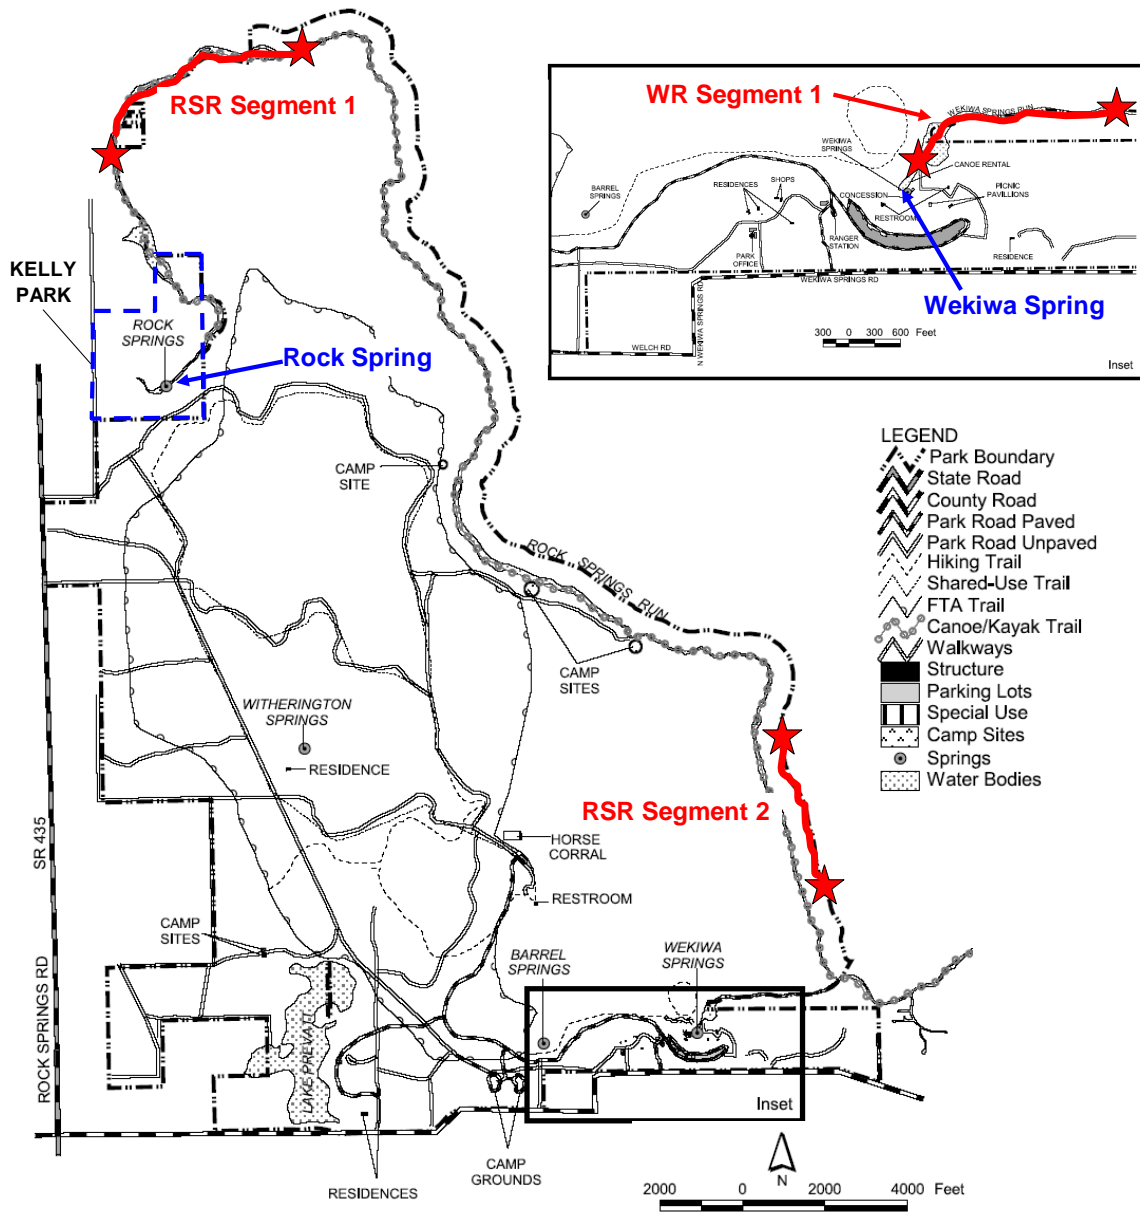 RSR Segment 1
WR Segment 1
WEKIWA SPRINGS RUN
WEKIWA
SPRINGS
CANOE RENTAL
BARREL
SPRINGS
RESIDENCES
SHOPS
CONCESSION
PICNIC
PAVILLIONS
RESTROOM
RANGER
STATION
PARK
OFFICE
RESIDENCE
WEKIWA SPRINGS RD
N WEKIWA SPRINGS RD
WELCH RD
Wekiwa Spring
300 0 300 600 Feet
Inset
KELLY
PARK
ROCK
SPRINGS
Rock Spring
CAMP
SITE
ROCK SPRINGS RUN
CAMP
SITES
LEGEND
Park Boundary
State Road
County Road
Park Road Paved
Park Road Unpaved
Hiking Trail
Shared-Use Trail
FTA Trail
Canoe/Kayak Trail
Walkways
Structure
Parking Lots
Special Use
Camp Sites
Springs
Water Bodies
WITHERINGTON
SPRINGS
RESIDENCE
RSR Segment 2
HORSE
CORRAL
RESTROOM
SR 435
ROCK SPRINGS RD
CAMP
SITES
BARREL
SPRINGS
WEKIWA
SPRINGS
LAKE PREVATT
Inset
CAMP
GROUNDS
RESIDENCES
N
2000 0 2000 4000 Feet